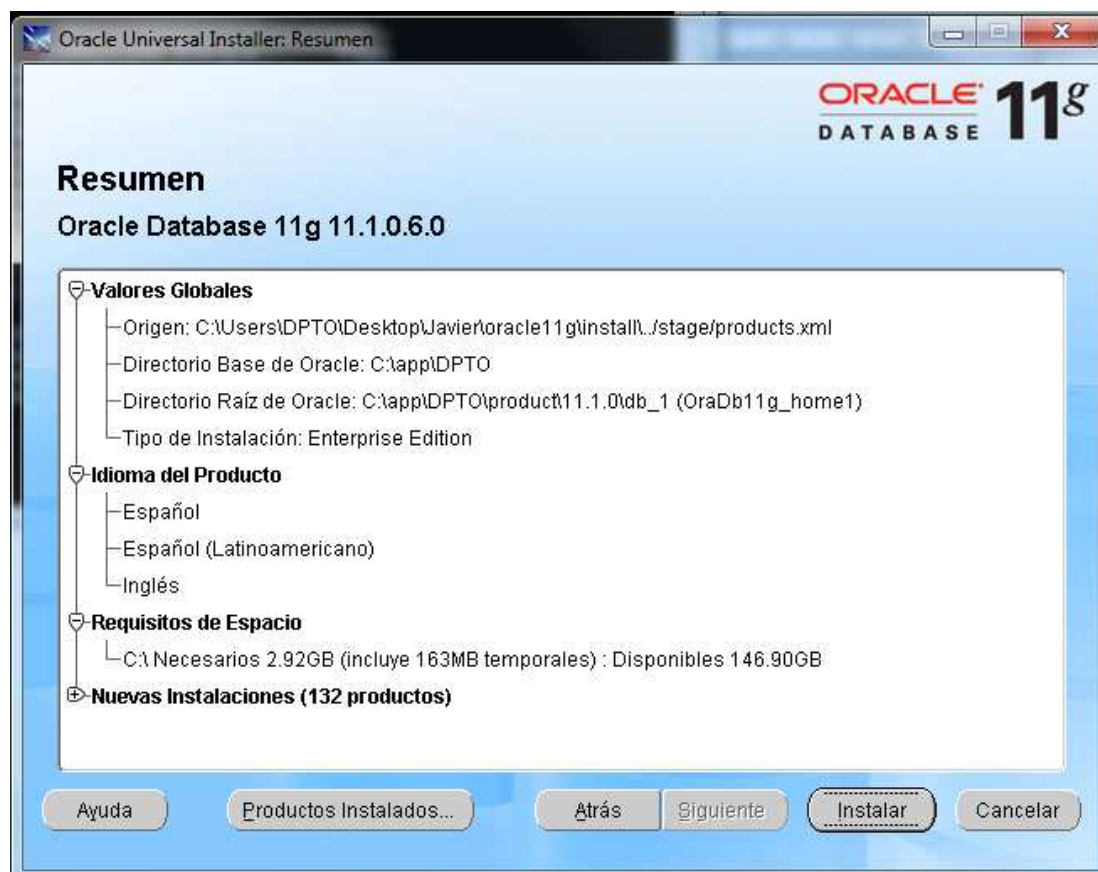 Oracle Universal Installer: Resumen
ORACLE 11g
DATABASE
Resumen
Oracle Database 11g 11.1.0.6.0
Valores Globales
Origen: C:\Users\DPTO\Desktop\Javier\oracle11g\install\../stage/products.xml
Directorio Base de Oracle: C:\app\DPTO
Directorio Raíz de Oracle: C:\app\DPTO\product\11.1.0\db_1 (OraDb11g_home1)
Tipo de Instalación: Enterprise Edition
Idioma del Producto
Español
Español (Latinoamericano)
Inglés
Requisitos de Espacio
C:\ Necesarios 2.92GB (incluye 163MB temporales) : Disponibles 146.90GB
Nuevas Instalaciones (132 productos)
Ayuda Productos Instalados... Atrás Siguiente Instalar Cancelar